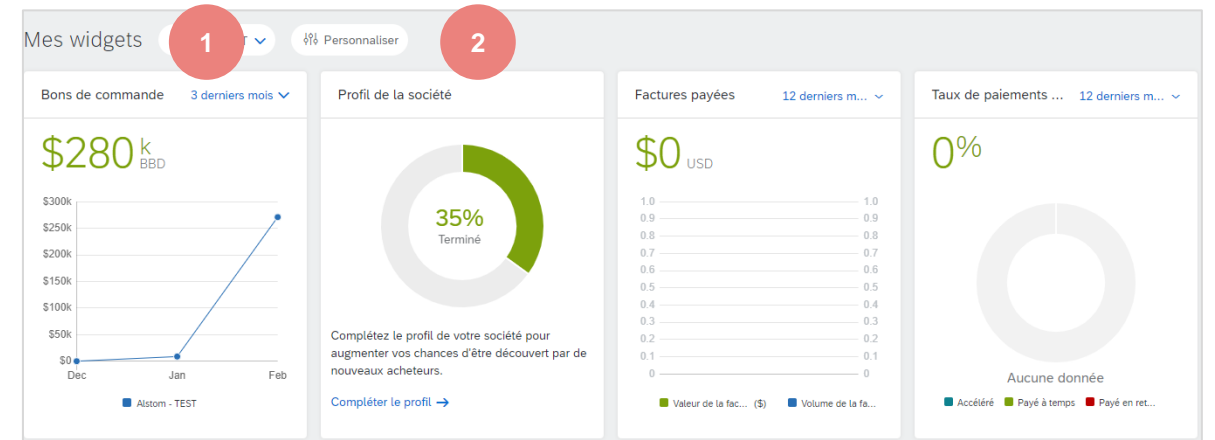 Mes widgets
1
Personnaliser
2
Bons de commande
3 derniers mois
$280 k
BBD
$300k
$250k
$200k
$150k
$100k
$50k
$0
Dec Jan Feb
Alstom - TEST
Profil de la société
35%
Terminé
Complétez le profil de votre société pour
augmenter vos chances d'être découvert par de
nouveaux acheteurs.
Compléter le profil →
Factures payées
12 derniers m...
$0 USD
1.0 1.0
0.9 0.9
0.8 0.8
0.7 0.7
0.6 0.6
0.5 0.5
0.4 0.4
0.3 0.3
0.2 0.2
0.1 0.1
0 0
Valeur de la fac... ($) Volume de la fa...
Taux de paiements ...
12 derniers m...
0%
Aucune donnée
Accéléré Payé à temps Payé en ret...